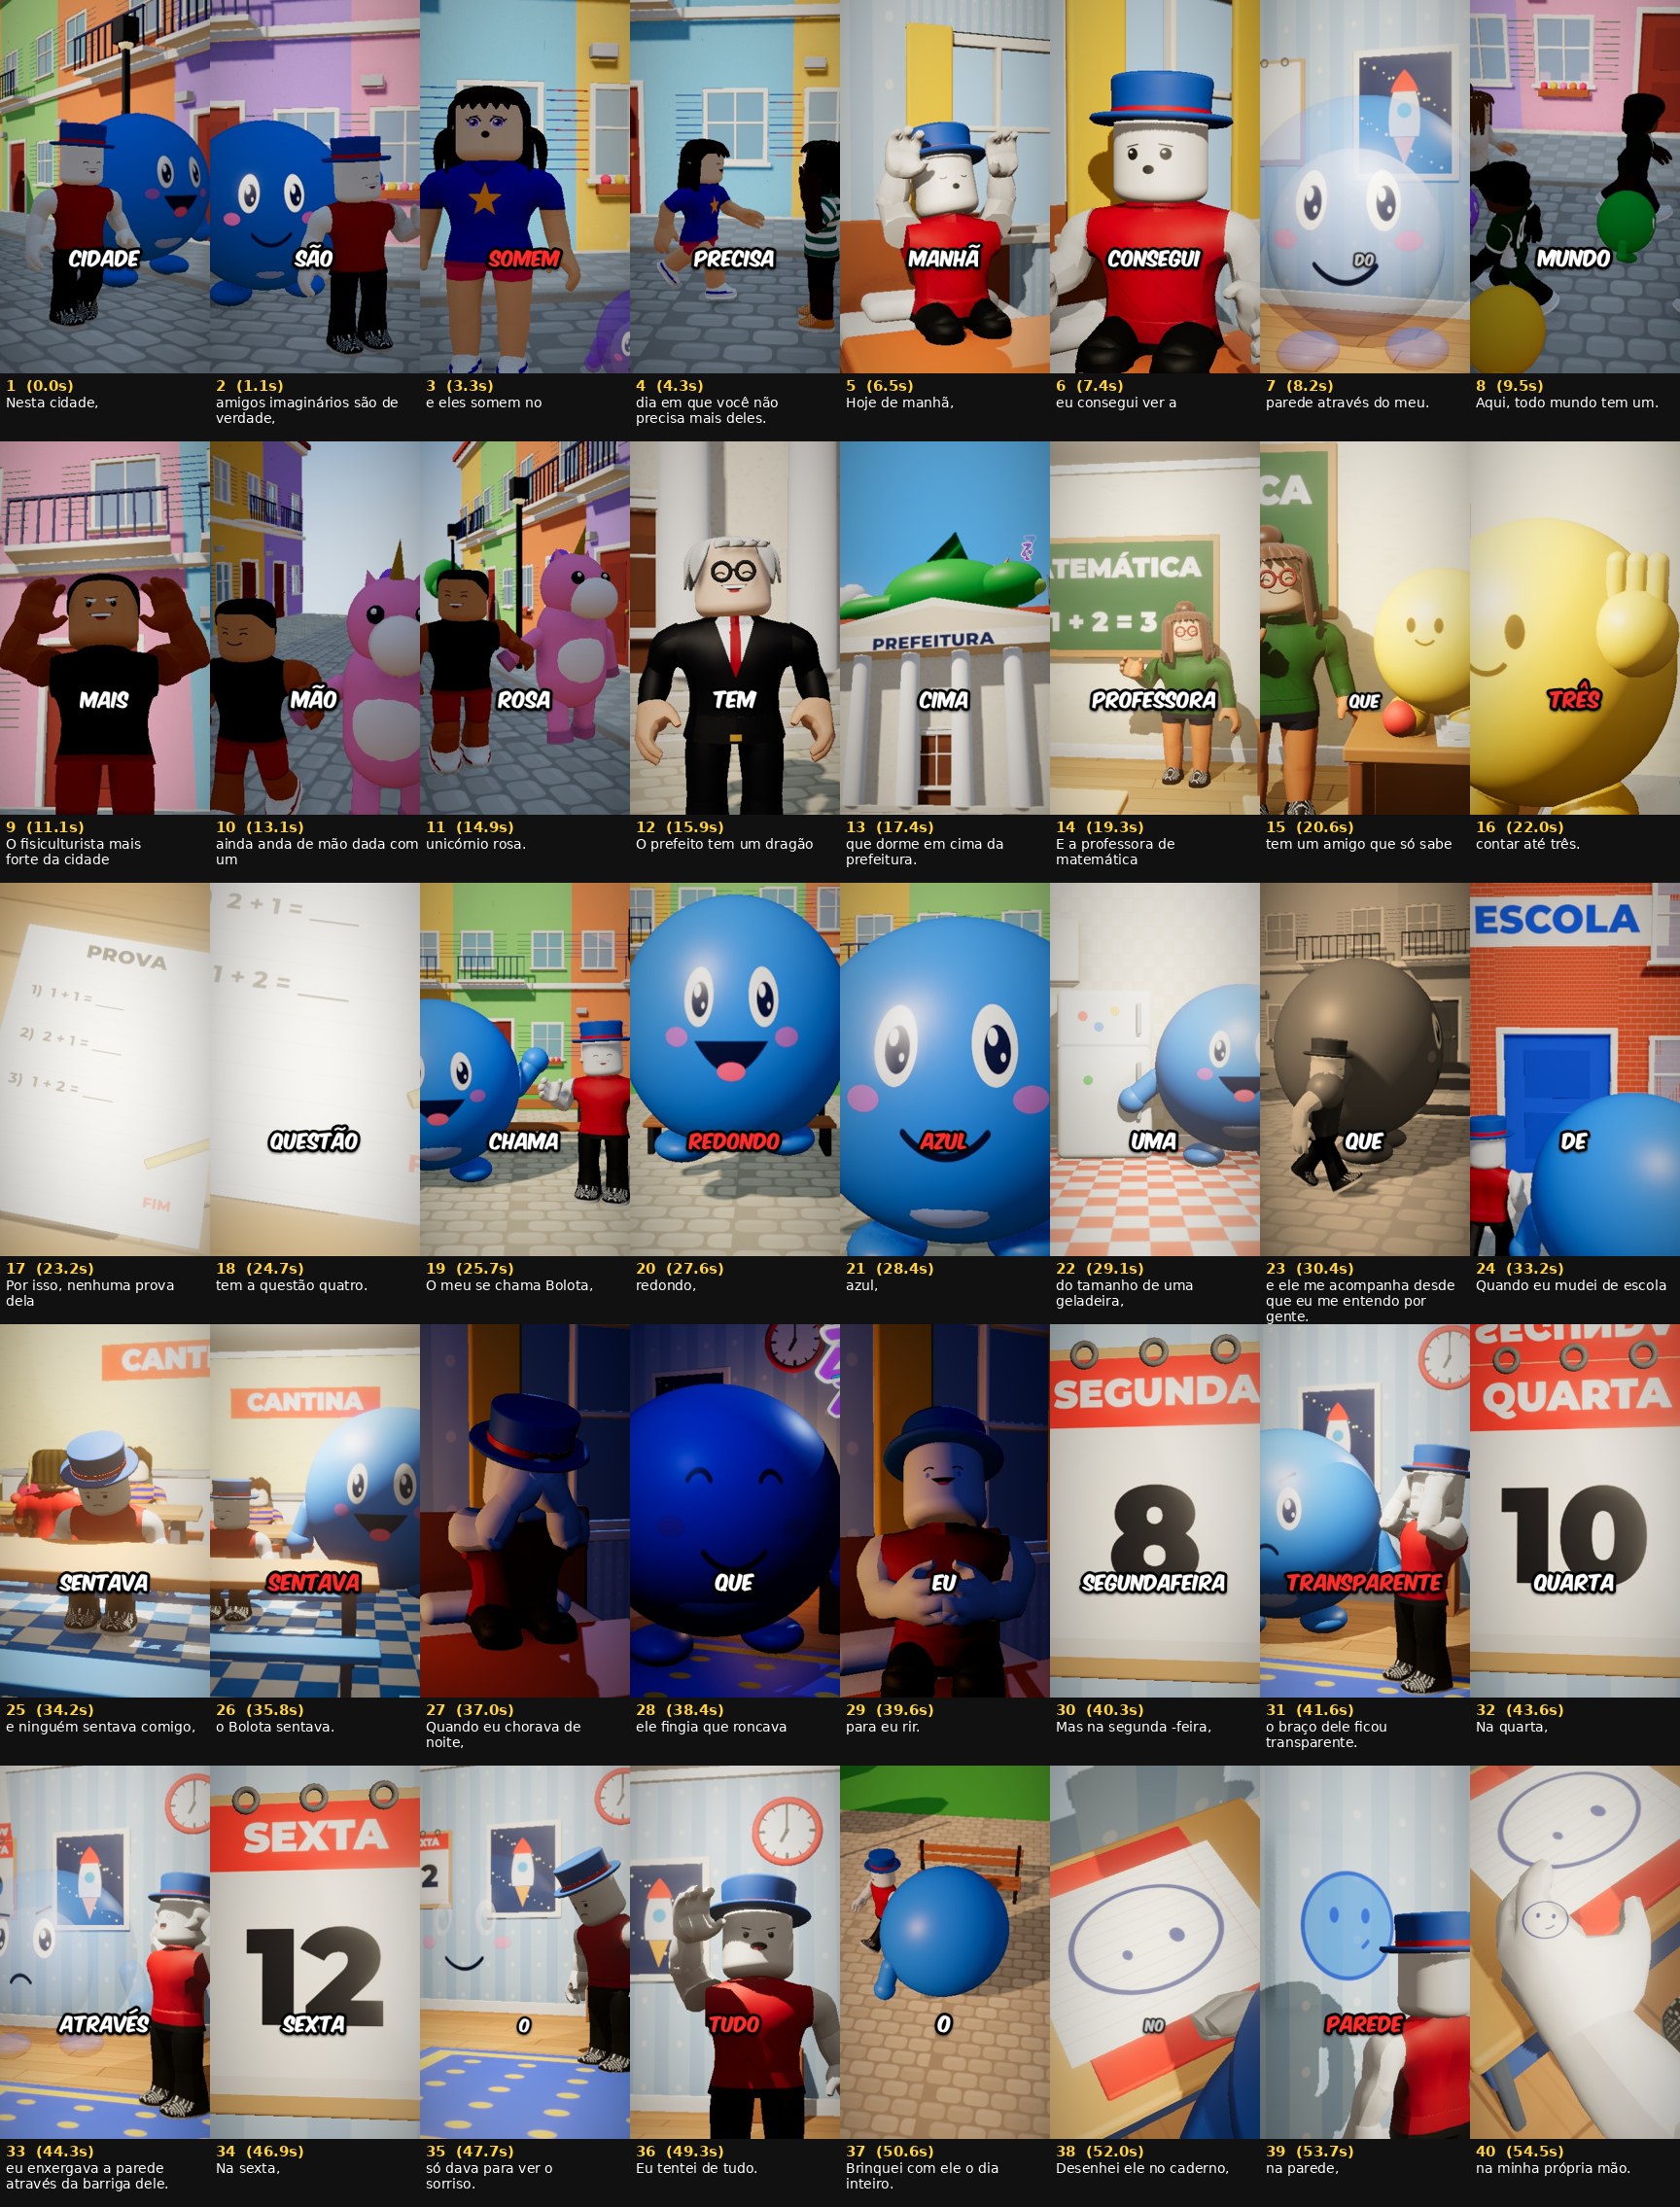 CIDADE
1 (0.0s)
Nesta cidade,
SÃO
2 (1.1s)
amigos imaginários são de
verdade,
SOMEM
3 (3.3s)
e eles somem no
PRECISA
4 (4.3s)
dia em que você não
precisa mais deles.
MANHÃ
5 (6.5s)
Hoje de manhã,
CONSEGUI
6 (7.4s)
eu consegui ver a
DO
7 (8.2s)
parede através do meu.
MUNDO
8 (9.5s)
Aqui, todo mundo tem um.
MAIS
9 (11.1s)
O fisiculturista mais
forte da cidade
MÃO
10 (13.1s)
ainda anda de mão dada com
um
ROSA
11 (14.9s)
unicórnio rosa.
TEM
12 (15.9s)
O prefeito tem um dragão
PREFEITURA
CIMA
13 (17.4s)
que dorme em cima da
prefeitura.
TEMÁTICA
1 + 2 = 3
PROFESSORA
14 (19.3s)
E a professora de
matemática
CA
QUE
15 (20.6s)
tem um amigo que só sabe
TRÊS
16 (22.0s)
contar até três.
PROVA
1) 1 + 1 = ____
2) 2 + 1 = ____
3) 1 + 2 = ____
FIM
17 (23.2s)
Por isso, nenhuma prova
dela
) 2 + 1 = ____
1 + 2 = ____
QUESTÃO
F
18 (24.7s)
tem a questão quatro.
CHAMA
19 (25.7s)
O meu se chama Bolota,
REDONDO
20 (27.6s)
redondo,
AZUL
21 (28.4s)
azul,
UMA
22 (29.1s)
do tamanho de uma
geladeira,
QUE
23 (30.4s)
e ele me acompanha desde
que eu me entendo por
gente.
ESCOLA
DE
24 (33.2s)
Quando eu mudei de escola
CANT
SENTAVA
25 (34.2s)
e ninguém sentava comigo,
CANTINA
SENTAVA
26 (35.8s)
o Bolota sentava.
27 (37.0s)
Quando eu chorava de
noite,
QUE
28 (38.4s)
ele fingia que roncava
EU
29 (39.6s)
para eu rir.
SEGUNDA
8
SEGUNDAFEIRA
30 (40.3s)
Mas na segunda -feira,
TRANSPARENTE
31 (41.6s)
o braço dele ficou
transparente.
QUARTA
10
QUARTA
32 (43.6s)
Na quarta,
ATRAVÉS
33 (44.3s)
eu enxergava a parede
através da barriga dele.
SEXTA
12
SEXTA
34 (46.9s)
Na sexta,
XTA
2
O
35 (47.7s)
só dava para ver o
sorriso.
TUDO
36 (49.3s)
Eu tentei de tudo.
O
37 (50.6s)
Brinquei com ele o dia
inteiro.
NO
38 (52.0s)
Desenhei ele no caderno,
PAREDE
39 (53.7s)
na parede,
40 (54.5s)
na minha própria mão.